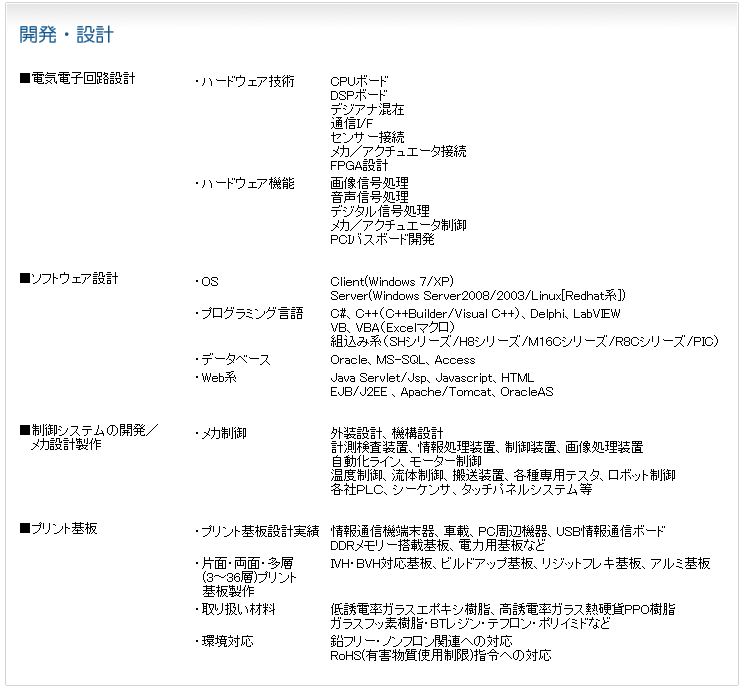 開発・設計
■電気電子回路設計 ・ハードウェア技術 CPUボード
DSPボード
デジアナ混在
通信I/F
センサー接続
メカ／アクチュエータ接続
FPGA設計
・ハードウェア機能 画像信号処理
音声信号処理
デジタル信号処理
メカ／アクチュエータ制御
PCIバスボード開発
■ソフトウェア設計 ・OS Client(Windows 7/XP)
Server(Windows Server2008/2003/Linux[Redhat系])
・プログラミング言語 C#、C++（C++Builder/Visual C++）、Delphi、LabVIEW
VB、VBA（Excelマクロ）
組込み系（SHシリーズ/H8シリーズ/M16Cシリーズ/R8Cシリーズ/PIC）
・データベース Oracle、MS-SQL、Access
・Web系 Java Servlet/Jsp、Javascript、HTML
EJB/J2EE 、Apache/Tomcat、OracleAS
■制御システムの開発／ ・メカ制御 外装設計、機構設計
メカ設計製作 計測検査装置、情報処理装置、制御装置、画像処理装置
自動化ライン、モーター制御
温度制御、流体制御、搬送装置、各種専用テスタ、ロボット制御
各社PLC、シーケンサ、タッチパネルシステム等
■プリント基板 ・プリント基板設計実績 情報通信機端末器、車載、PC周辺機器、USB情報通信ボード
DDRメモリー搭載基板、電力用基板など
・片面・両面・多層 IVH・BVH対応基板、ビルドアップ基板、リジットフレキ基板、アルミ基板
(3～36層)プリント
基板製作
・取り扱い材料 低誘電率ガラスエポキシ樹脂、高誘電率ガラス熱硬貨PPO樹脂
ガラスフッ素樹脂・BTレジン・テフロン・ポリイミドなど
・環境対応 鉛フリー・ノンフロン関連への対応
RoHS(有害物質使用制限)指令への対応